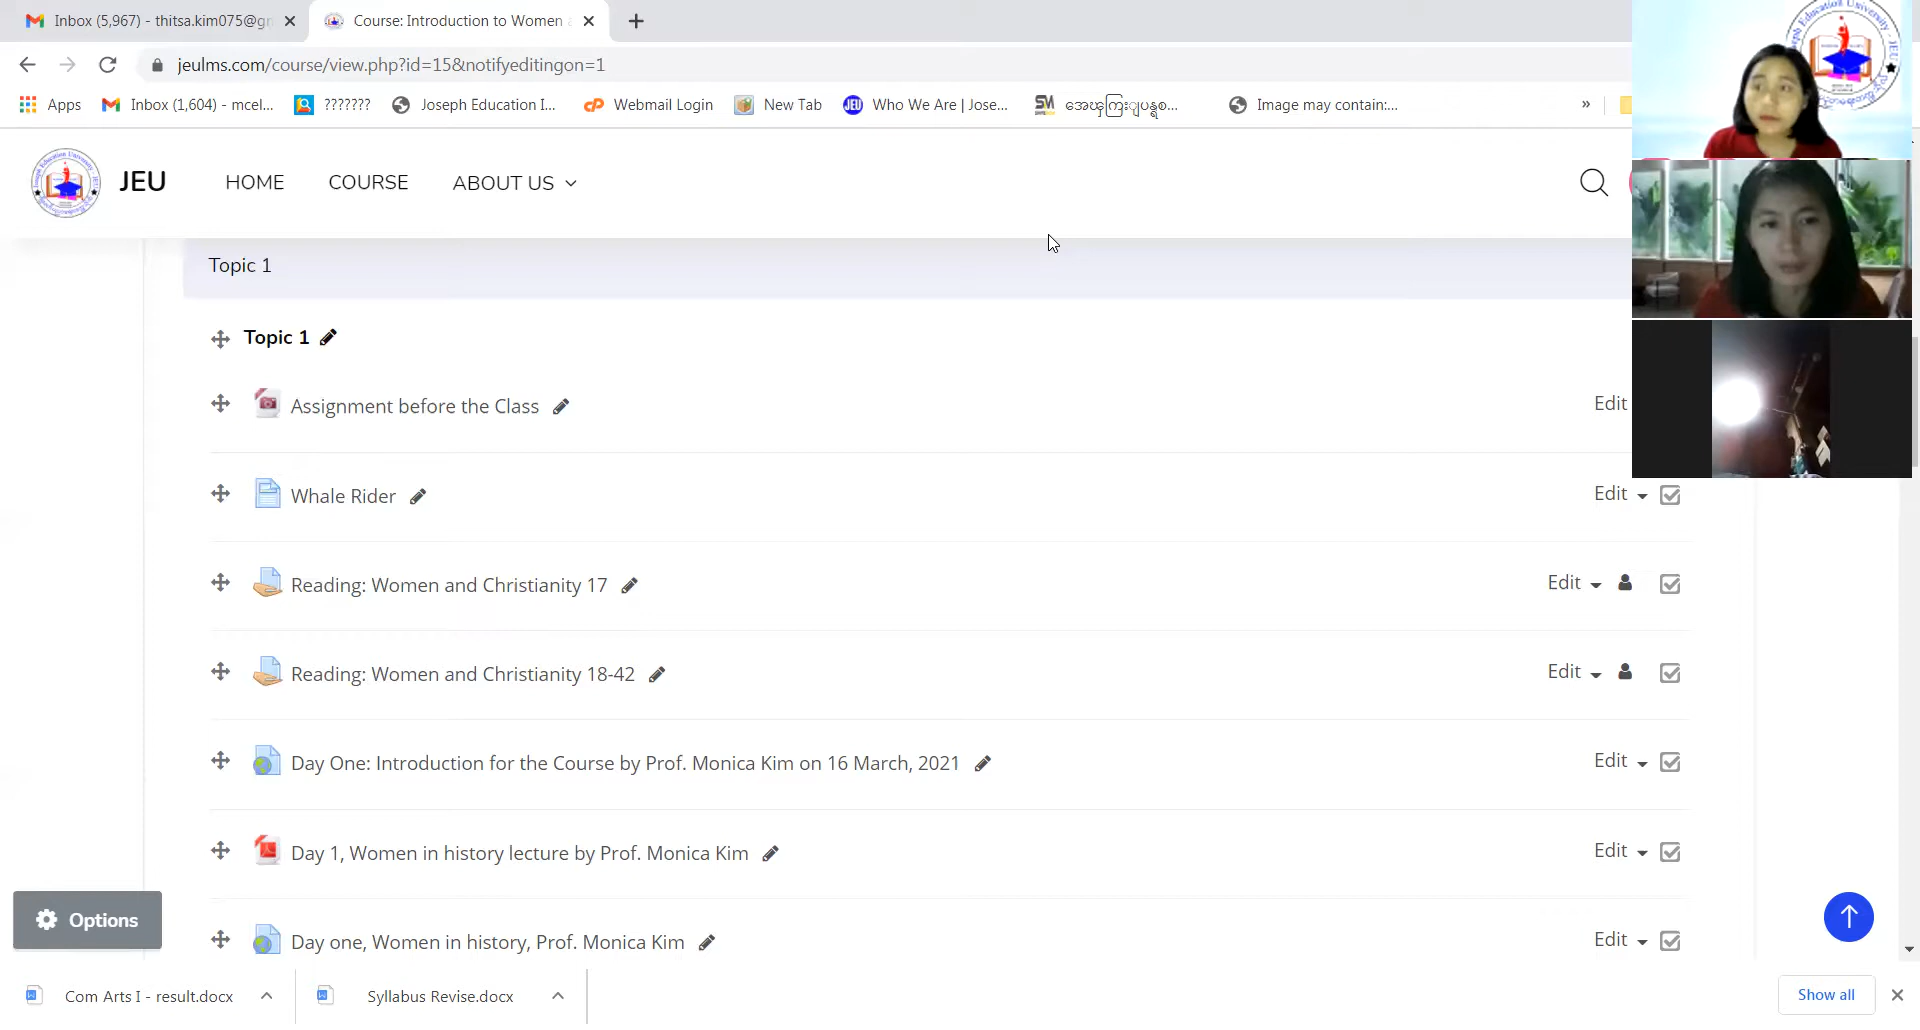 Inbox (5,967) - thitsa.kim075@gm
Course: Introduction to Women a
jeulms.com/course/view.php?id=15&notifyeditingon=1
Apps
Inbox (1,604) - mcel...
???????
Joseph Education I...
Webmail Login
New Tab
Who We Are | Jose...
Image may contain:...
»
JEU
HOME
COURSE
ABOUT US
Topic 1
Topic 1
Assignment before the Class
Edit
Whale Rider
Edit
Reading: Women and Christianity 17
Edit
Reading: Women and Christianity 18-42
Edit
Day One: Introduction for the Course by Prof. Monica Kim on 16 March, 2021
Edit
Day 1, Women in history lecture by Prof. Monica Kim
Edit
Day one, Women in history, Prof. Monica Kim
Edit
Options
Com Arts I - result.docx
Syllabus Revise.docx
Show all